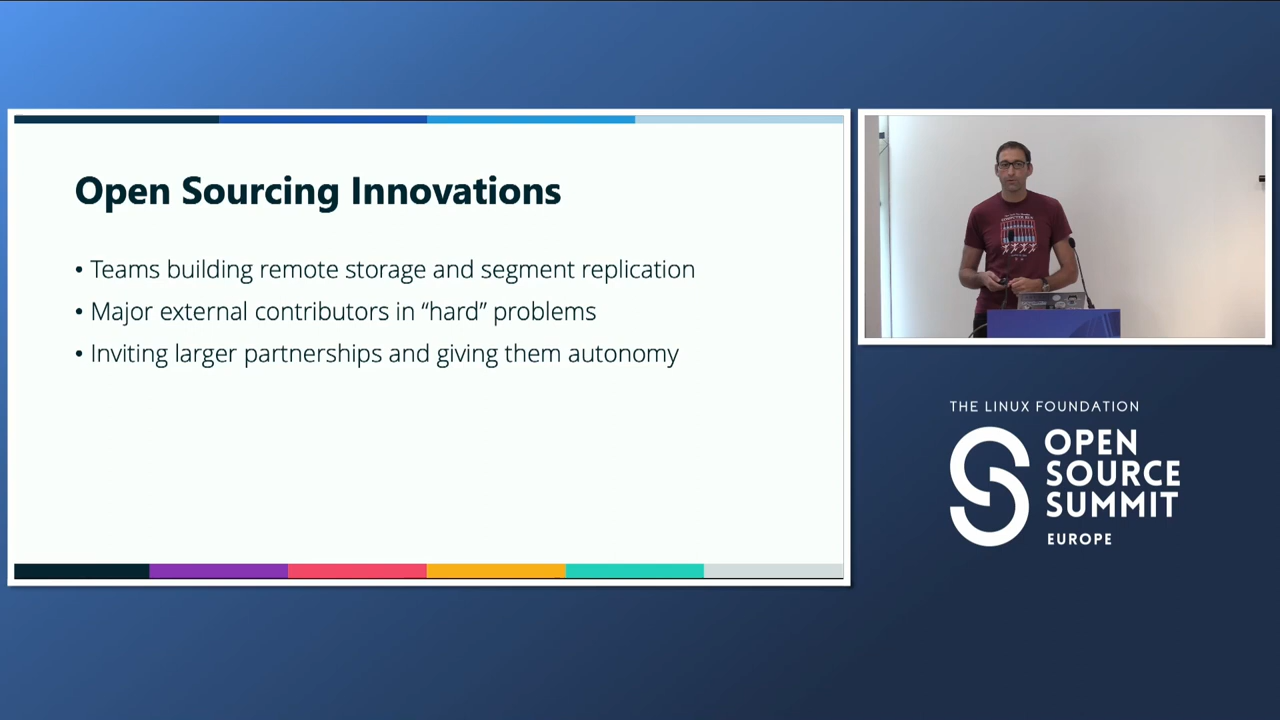 Open Sourcing Innovations
• Teams building remote storage and segment replication
• Major external contributors in “hard” problems
• Inviting larger partnerships and giving them autonomy
THE LINUX FOUNDATION
OPEN
SOURCE
SUMMIT
EUROPE